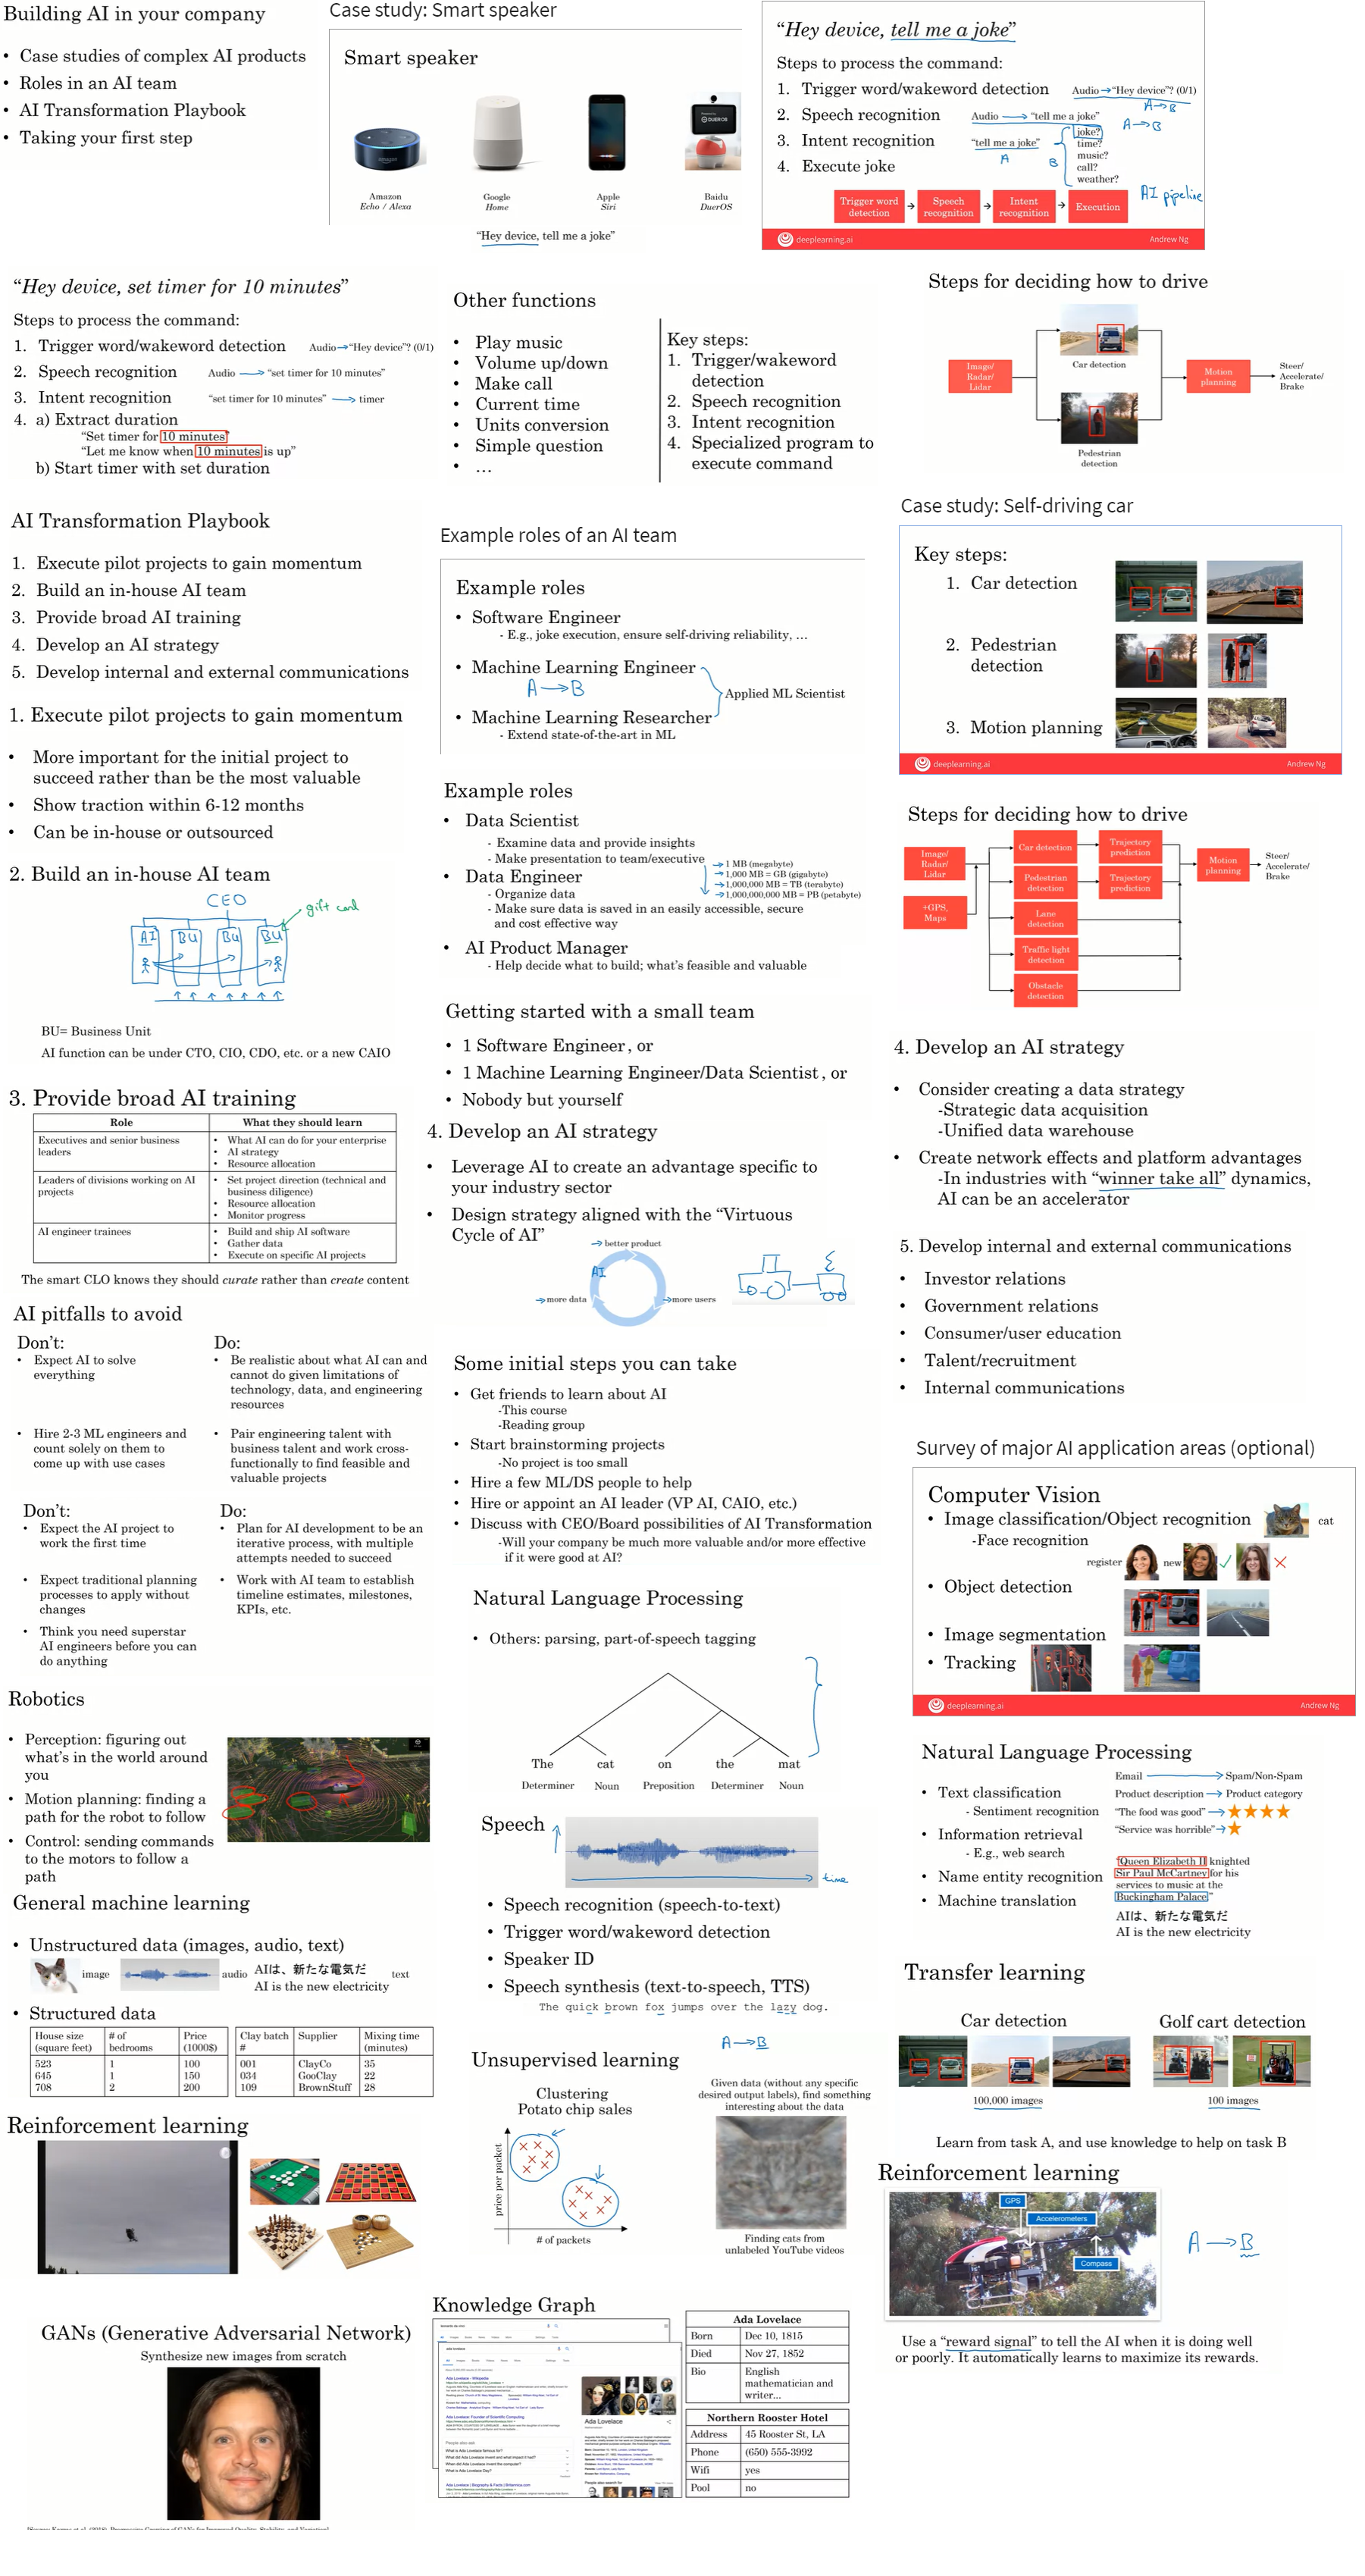 Building AI in your company
• Case studies of complex AI products
• Roles in an AI team
• AI Transformation Playbook
• Taking your first step
Case study: Smart speaker
Smart speaker
Amazon
Echo / Alexa
Google
Home
Apple
Siri
Baidu
DuerOS
"Hey device, tell me a joke"
"Hey device, tell me a joke"
Steps to process the command:
1. Trigger word/wakeword detection
Audio → "Hey device"? (0/1)
A → B
2. Speech recognition
Audio → "tell me a joke"
A → B
3. Intent recognition
"tell me a joke"
A
B
joke?
time?
music?
call?
weather?
4. Execute joke
Trigger word
detection
Speech
recognition
Intent
recognition
Execution
AI pipeline
deeplearning.ai
Andrew Ng
"Hey device, set timer for 10 minutes"
Steps to process the command:
1. Trigger word/wakeword detection
Audio → "Hey device"? (0/1)
2. Speech recognition
Audio → "set timer for 10 minutes"
3. Intent recognition
"set timer for 10 minutes" → timer
4. a) Extract duration
"Set timer for 10 minutes"
"Let me know when 10 minutes is up"
b) Start timer with set duration
Other functions
• Play music
• Volume up/down
• Make call
• Current time
• Units conversion
• Simple question
• ...
Key steps:
1. Trigger/wakeword
detection
2. Speech recognition
3. Intent recognition
4. Specialized program to
execute command
Steps for deciding how to drive
Image/
Radar/
Lidar
Car detection
Pedestrian
detection
Motion
planning
Steer/
Accelerate/
Brake
AI Transformation Playbook
1. Execute pilot projects to gain momentum
2. Build an in-house AI team
3. Provide broad AI training
4. Develop an AI strategy
5. Develop internal and external communications
Example roles of an AI team
Example roles
• Software Engineer
- E.g., joke execution, ensure self-driving reliability, ...
• Machine Learning Engineer
A → B
Applied ML Scientist
• Machine Learning Researcher
- Extend state-of-the-art in ML
Case study: Self-driving car
Key steps:
1. Car detection
2. Pedestrian
detection
3. Motion planning
deeplearning.ai
Andrew Ng
1. Execute pilot projects to gain momentum
• More important for the initial project to
succeed rather than be the most valuable
• Show traction within 6-12 months
• Can be in-house or outsourced
Example roles
• Data Scientist
- Examine data and provide insights
- Make presentation to team/executive
• Data Engineer
- Organize data
- Make sure data is saved in an easily accessible, secure
and cost effective way
→ 1 MB (megabyte)
→ 1,000 MB = GB (gigabyte)
→ 1,000,000 MB = TB (terabyte)
→ 1,000,000,000 MB = PB (petabyte)
• AI Product Manager
- Help decide what to build; what's feasible and valuable
Steps for deciding how to drive
Image/
Radar/
Lidar
+GPS,
Maps
Car detection
Pedestrian
detection
Lane
detection
Traffic light
detection
Obstacle
detection
Trajectory
prediction
Trajectory
prediction
Motion
planning
Steer/
Accelerate/
Brake
2. Build an in-house AI team
CEO
gift card
AI
BU
BU
BU
BU= Business Unit
AI function can be under CTO, CIO, CDO, etc. or a new CAIO
Getting started with a small team
• 1 Software Engineer, or
• 1 Machine Learning Engineer/Data Scientist, or
• Nobody but yourself
4. Develop an AI strategy
• Consider creating a data strategy
-Strategic data acquisition
-Unified data warehouse
• Create network effects and platform advantages
-In industries with "winner take all" dynamics,
AI can be an accelerator
3. Provide broad AI training
Role
What they should learn
Executives and senior business
leaders
• What AI can do for your enterprise
• AI strategy
• Resource allocation
Leaders of divisions working on AI
projects
• Set project direction (technical and
business diligence)
• Resource allocation
• Monitor progress
AI engineer trainees
• Build and ship AI software
• Gather data
• Execute on specific AI projects
The smart CLO knows they should curate rather than create content
4. Develop an AI strategy
• Leverage AI to create an advantage specific to
your industry sector
• Design strategy aligned with the "Virtuous
Cycle of AI"
→ better product
AI
→ more data
→ more users
5. Develop internal and external communications
• Investor relations
• Government relations
• Consumer/user education
• Talent/recruitment
• Internal communications
AI pitfalls to avoid
Don't:
• Expect AI to solve
everything
• Hire 2-3 ML engineers and
count solely on them to
come up with use cases
Do:
• Be realistic about what AI can and
cannot do given limitations of
technology, data, and engineering
resources
• Pair engineering talent with
business talent and work cross-
functionally to find feasible and
valuable projects
Don't:
• Expect the AI project to
work the first time
• Expect traditional planning
processes to apply without
changes
• Think you need superstar
AI engineers before you can
do anything
Do:
• Plan for AI development to be an
iterative process, with multiple
attempts needed to succeed
• Work with AI team to establish
timeline estimates, milestones,
KPIs, etc.
Some initial steps you can take
• Get friends to learn about AI
-This course
-Reading group
• Start brainstorming projects
-No project is too small
• Hire a few ML/DS people to help
• Hire or appoint an AI leader (VP AI, CAIO, etc.)
• Discuss with CEO/Board possibilities of AI Transformation
-Will your company be much more valuable and/or more effective
if it were good at AI?
Survey of major AI application areas (optional)
Computer Vision
• Image classification/Object recognition
cat
-Face recognition
register
new
• Object detection
• Image segmentation
• Tracking
deeplearning.ai
Andrew Ng
Natural Language Processing
• Others: parsing, part-of-speech tagging
The cat on the mat
Determiner Noun Preposition Determiner Noun
Robotics
• Perception: figuring out
what's in the world around
you
• Motion planning: finding a
path for the robot to follow
• Control: sending commands
to the motors to follow a
path
Natural Language Processing
• Text classification
- Sentiment recognition
• Information retrieval
- E.g., web search
• Name entity recognition
• Machine translation
Email → Spam/Non-Spam
Product description → Product category
"The food was good" → ★★★★
"Service was horrible" → ★
"Queen Elizabeth II knighted
Sir Paul McCartney for his
services to music at the
Buckingham Palace"
AIは、新たな電気だ
AI is the new electricity
Speech
time
• Speech recognition (speech-to-text)
• Trigger word/wakeword detection
• Speaker ID
• Speech synthesis (text-to-speech, TTS)
The quick brown fox jumps over the lazy dog.
General machine learning
• Unstructured data (images, audio, text)
image
audio
AIは、新たな電気だ
AI is the new electricity
text
• Structured data
House size
(square feet)
# of
bedrooms
Price
(1000$)
523 1 100
645 1 150
708 2 200
Clay batch
#
Supplier
Mixing time
(minutes)
001 ClayCo 35
034 GooClay 22
109 BrownStuff 28
Transfer learning
Car detection
Golf cart detection
100,000 images
100 images
Learn from task A, and use knowledge to help on task B
Unsupervised learning
A → B
Clustering
Potato chip sales
price per packet
# of packets
Given data (without any specific
desired output labels), find something
interesting about the data
Finding cats from
unlabeled YouTube videos
Reinforcement learning
Reinforcement learning
GPS
Accelerometers
Compass
A → B
Use a "reward signal" to tell the AI when it is doing well
or poorly. It automatically learns to maximize its rewards.
GANs (Generative Adversarial Network)
Synthesize new images from scratch
Knowledge Graph
Ada Lovelace
Born Dec 10, 1815
Died Nov 27, 1852
Bio English
mathematician and
writer...
Northern Rooster Hotel
Address 45 Rooster St, LA
Phone (650) 555-3992
Wifi yes
Pool no